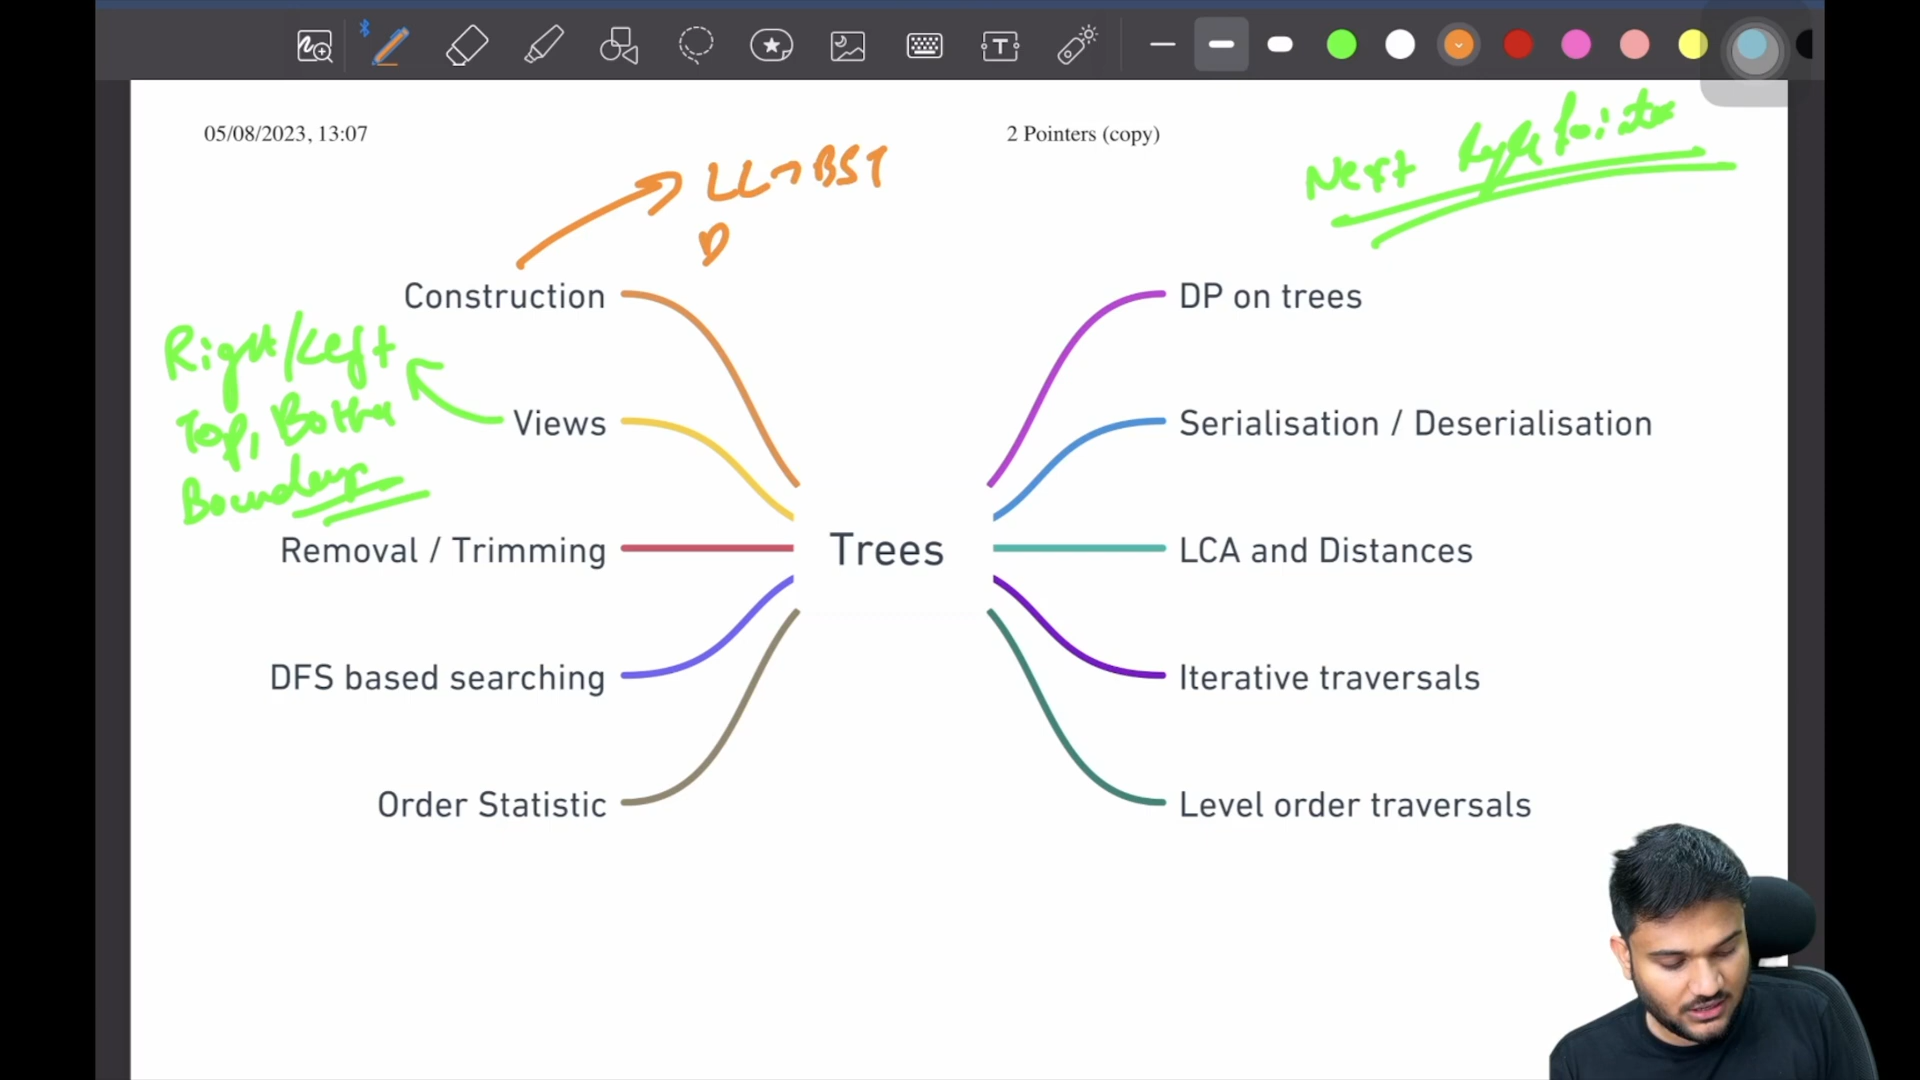 05/08/2023, 13:07
2 Pointers (copy)
Next
LL→BST
D
Construction
Views
Removal / Trimming
DFS based searching
Order Statistic
Right/Left
Top, Bottom
Boundary
Trees
DP on trees
Serialisation / Deserialisation
LCA and Distances
Iterative traversals
Level order traversals